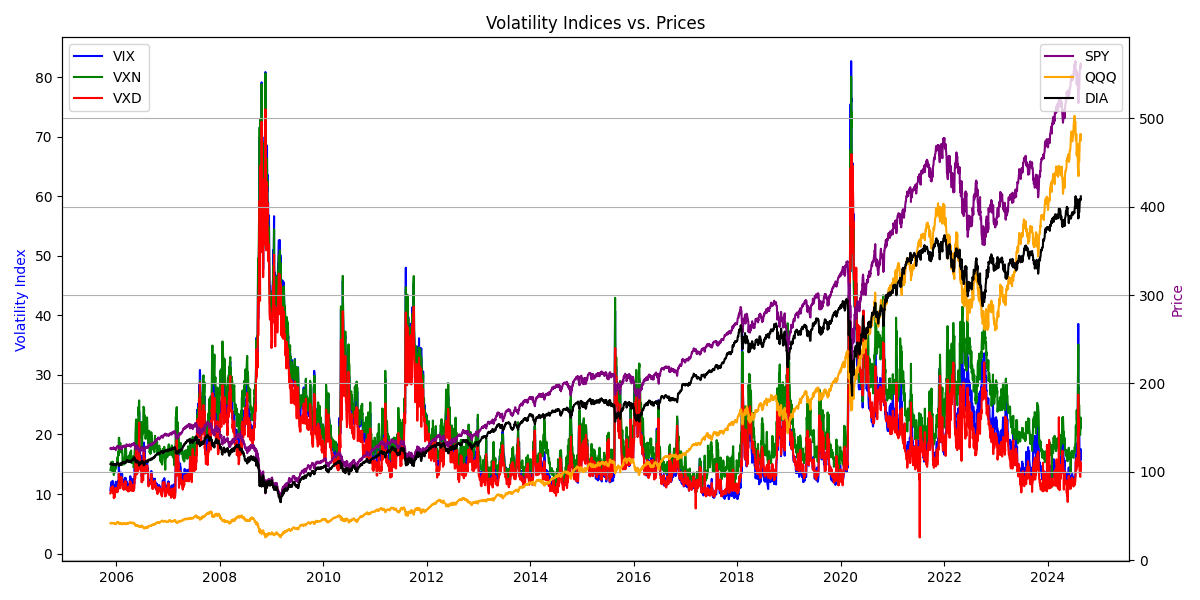 Volatility Indices vs. Prices
VIX
VXN
VXD
SPY
QQQ
DIA
80
70
60
50
40
30
20
10
0
Volatility Index
500
400
300
200
100
0
Price
2006 2008 2010 2012 2014 2016 2018 2020 2022 2024